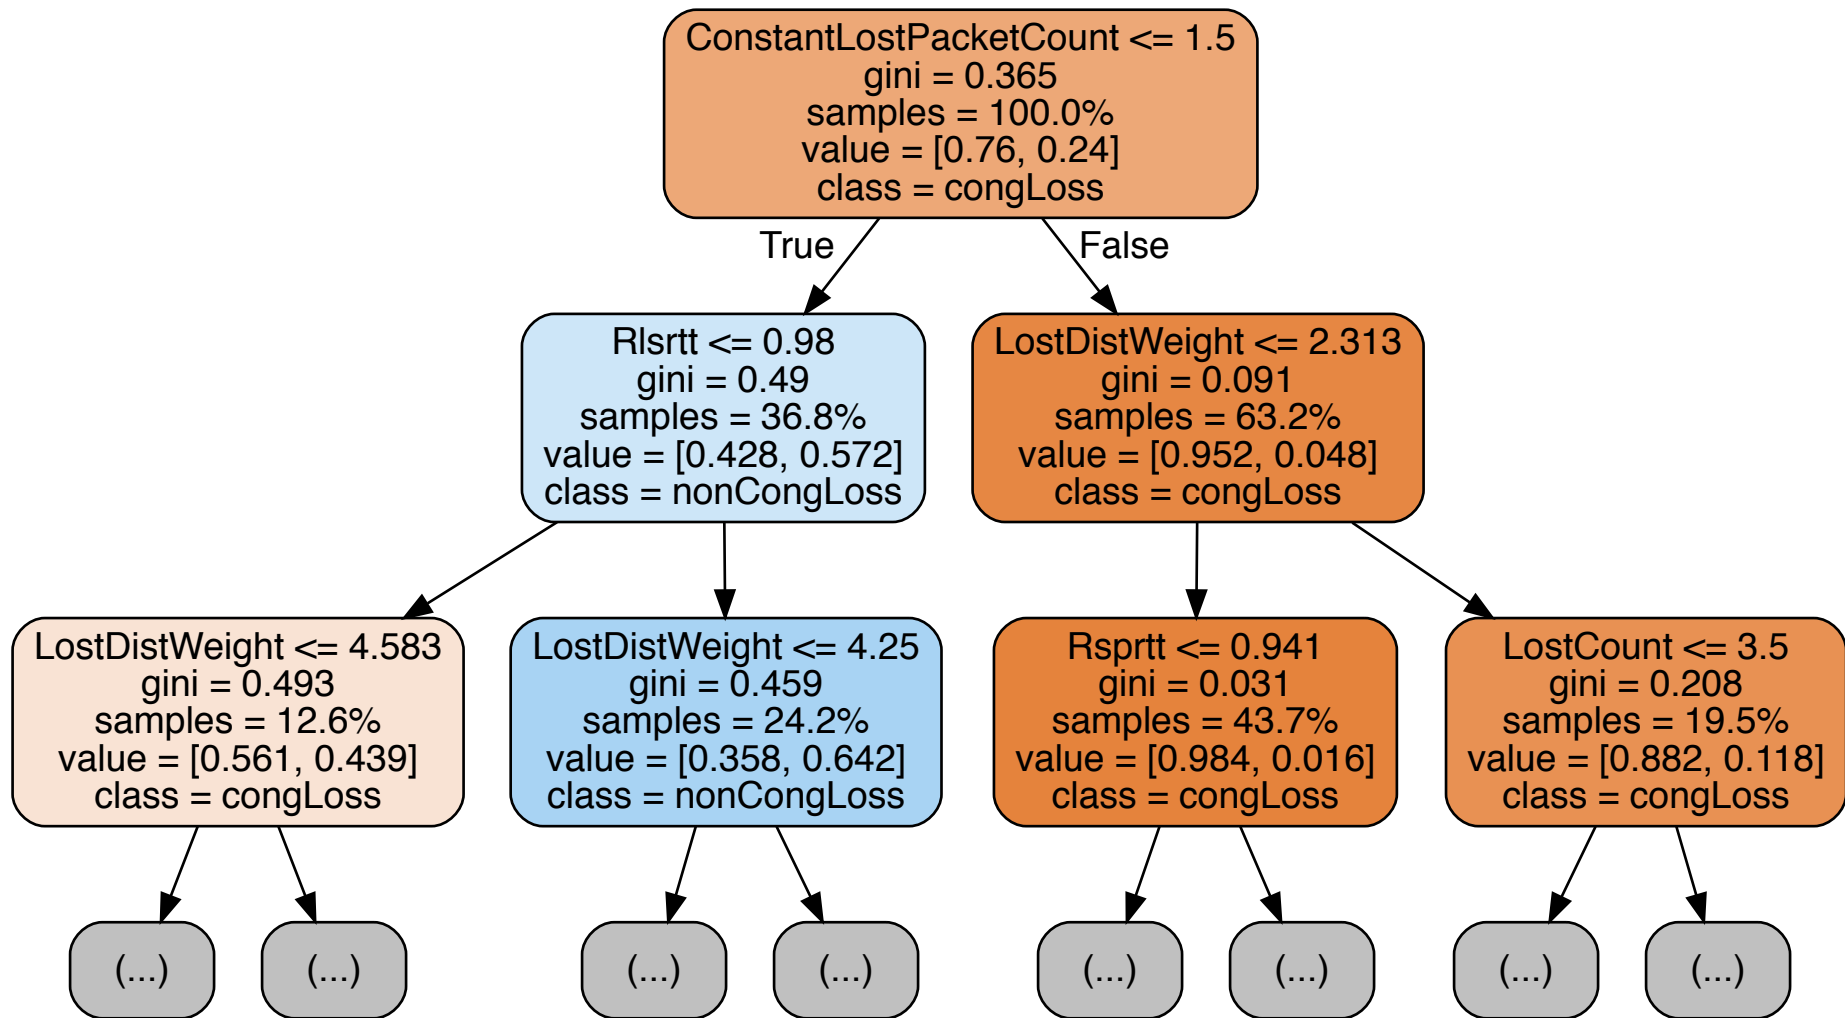 ConstantLostPacketCount <= 1.5
gini = 0.365
samples = 100.0%
value = [0.76, 0.24]
class = congLoss
True
False
Rlsrtt <= 0.98
gini = 0.49
samples = 36.8%
value = [0.428, 0.572]
class = nonCongLoss
LostDistWeight <= 2.313
gini = 0.091
samples = 63.2%
value = [0.952, 0.048]
class = congLoss
LostDistWeight <= 4.583
gini = 0.493
samples = 12.6%
value = [0.561, 0.439]
class = congLoss
LostDistWeight <= 4.25
gini = 0.459
samples = 24.2%
value = [0.358, 0.642]
class = nonCongLoss
Rsprtt <= 0.941
gini = 0.031
samples = 43.7%
value = [0.984, 0.016]
class = congLoss
LostCount <= 3.5
gini = 0.208
samples = 19.5%
value = [0.882, 0.118]
class = congLoss
(...)
(...)
(...)
(...)
(...)
(...)
(...)
(...)